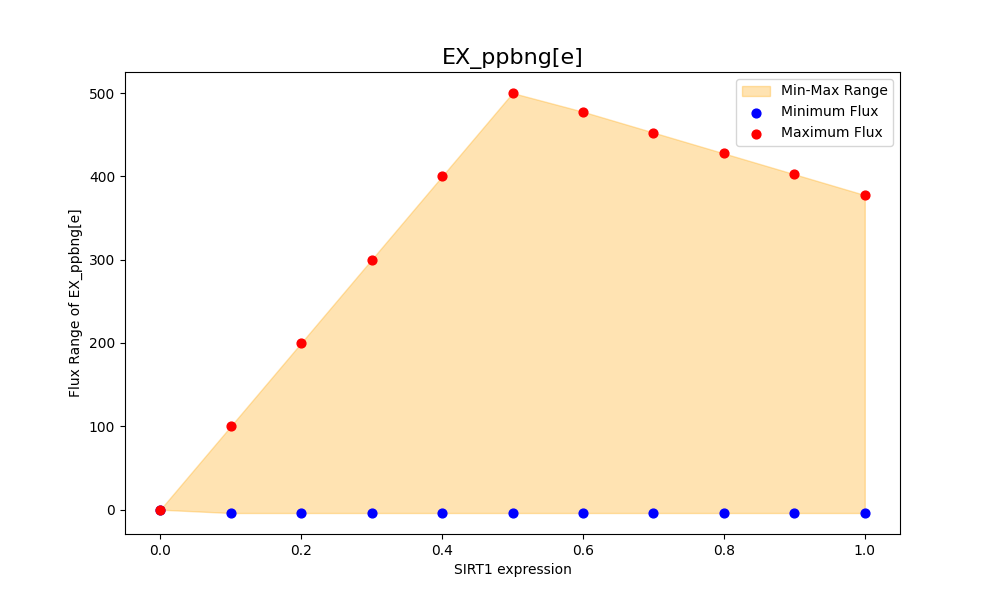 EX_ppbng[e]
Min-Max Range
Minimum Flux
Maximum Flux
Flux Range of EX_ppbng[e]
500
400
300
200
100
0
0.0 0.2 0.4 0.6 0.8 1.0
SIRT1 expression